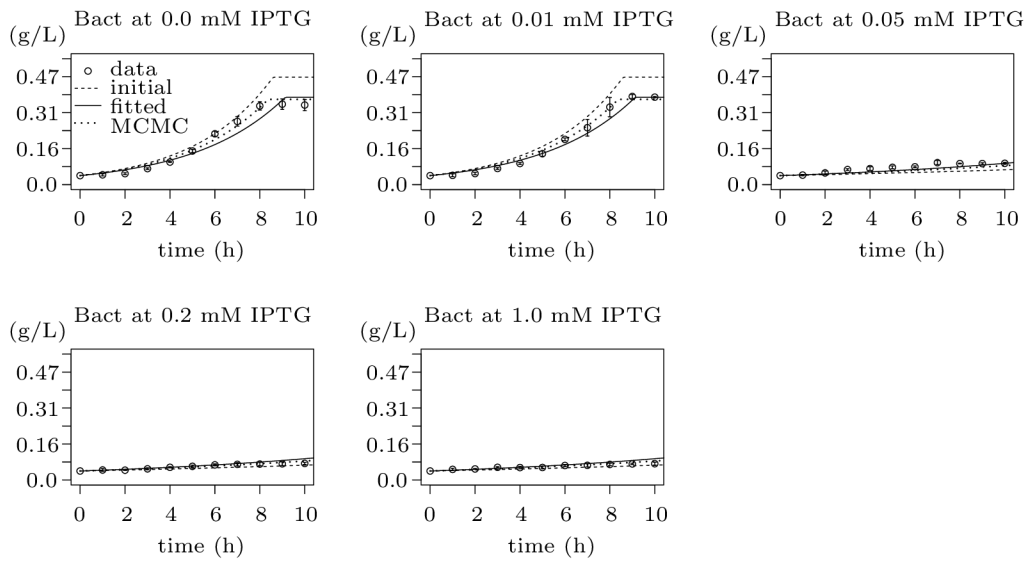 Bact at 0.0 mM IPTG
(g/L)
0.47
0.31
0.16
0.0
data
initial
fitted
MCMC
0 2 4 6 8 10
time (h)
Bact at 0.01 mM IPTG
(g/L)
0.47
0.31
0.16
0.0
0 2 4 6 8 10
time (h)
Bact at 0.05 mM IPTG
(g/L)
0.47
0.31
0.16
0.0
0 2 4 6 8 10
time (h)
Bact at 0.2 mM IPTG
(g/L)
0.47
0.31
0.16
0.0
0 2 4 6 8 10
time (h)
Bact at 1.0 mM IPTG
(g/L)
0.47
0.31
0.16
0.0
0 2 4 6 8 10
time (h)